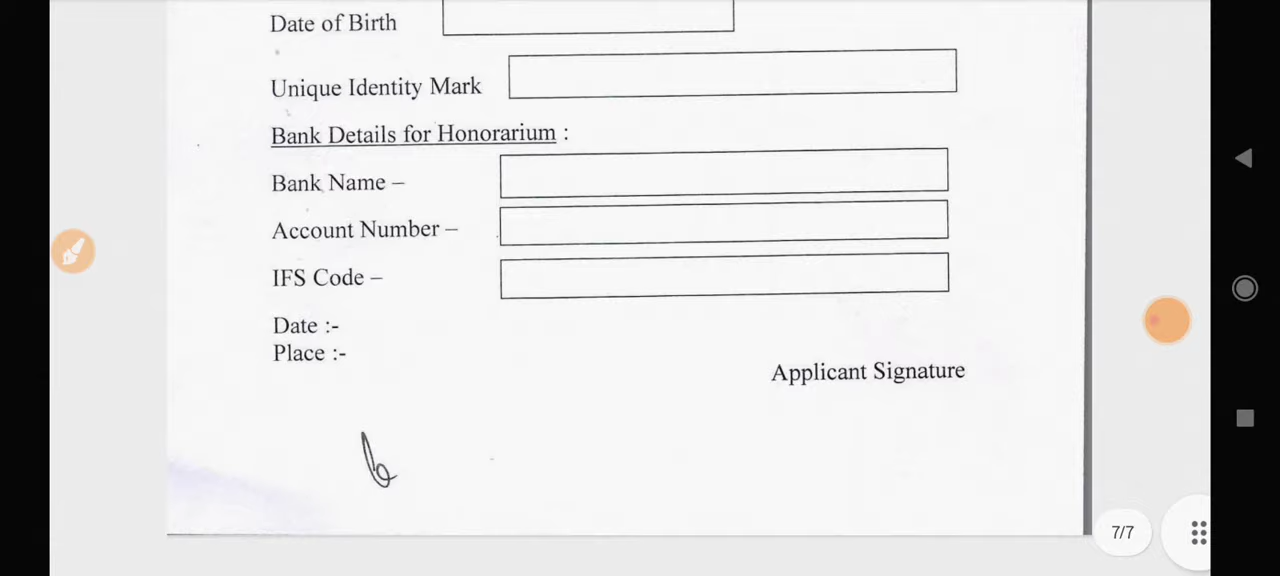 Date of Birth
Unique Identity Mark
Bank Details for Honorarium :
Bank Name –
Account Number –
IFS Code –
Date :-
Place :-
Applicant Signature
7/7